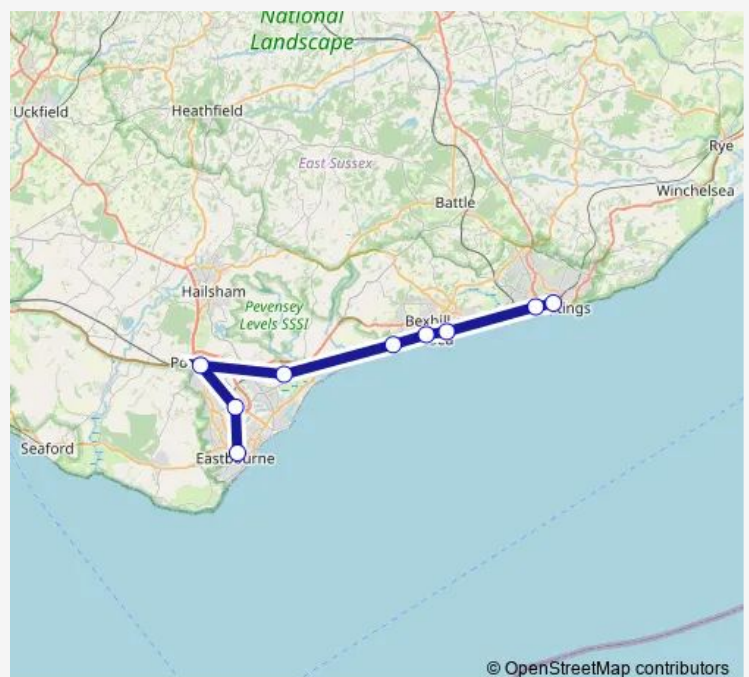 National
Landscape
Uckfield
Heathfield
East Sussex
Rye
Winchelsea
Battle
Hailsham
Pevensey
Levels SSSI
Bexhill
Seaford
Eastbourne
© OpenStreetMap contributors